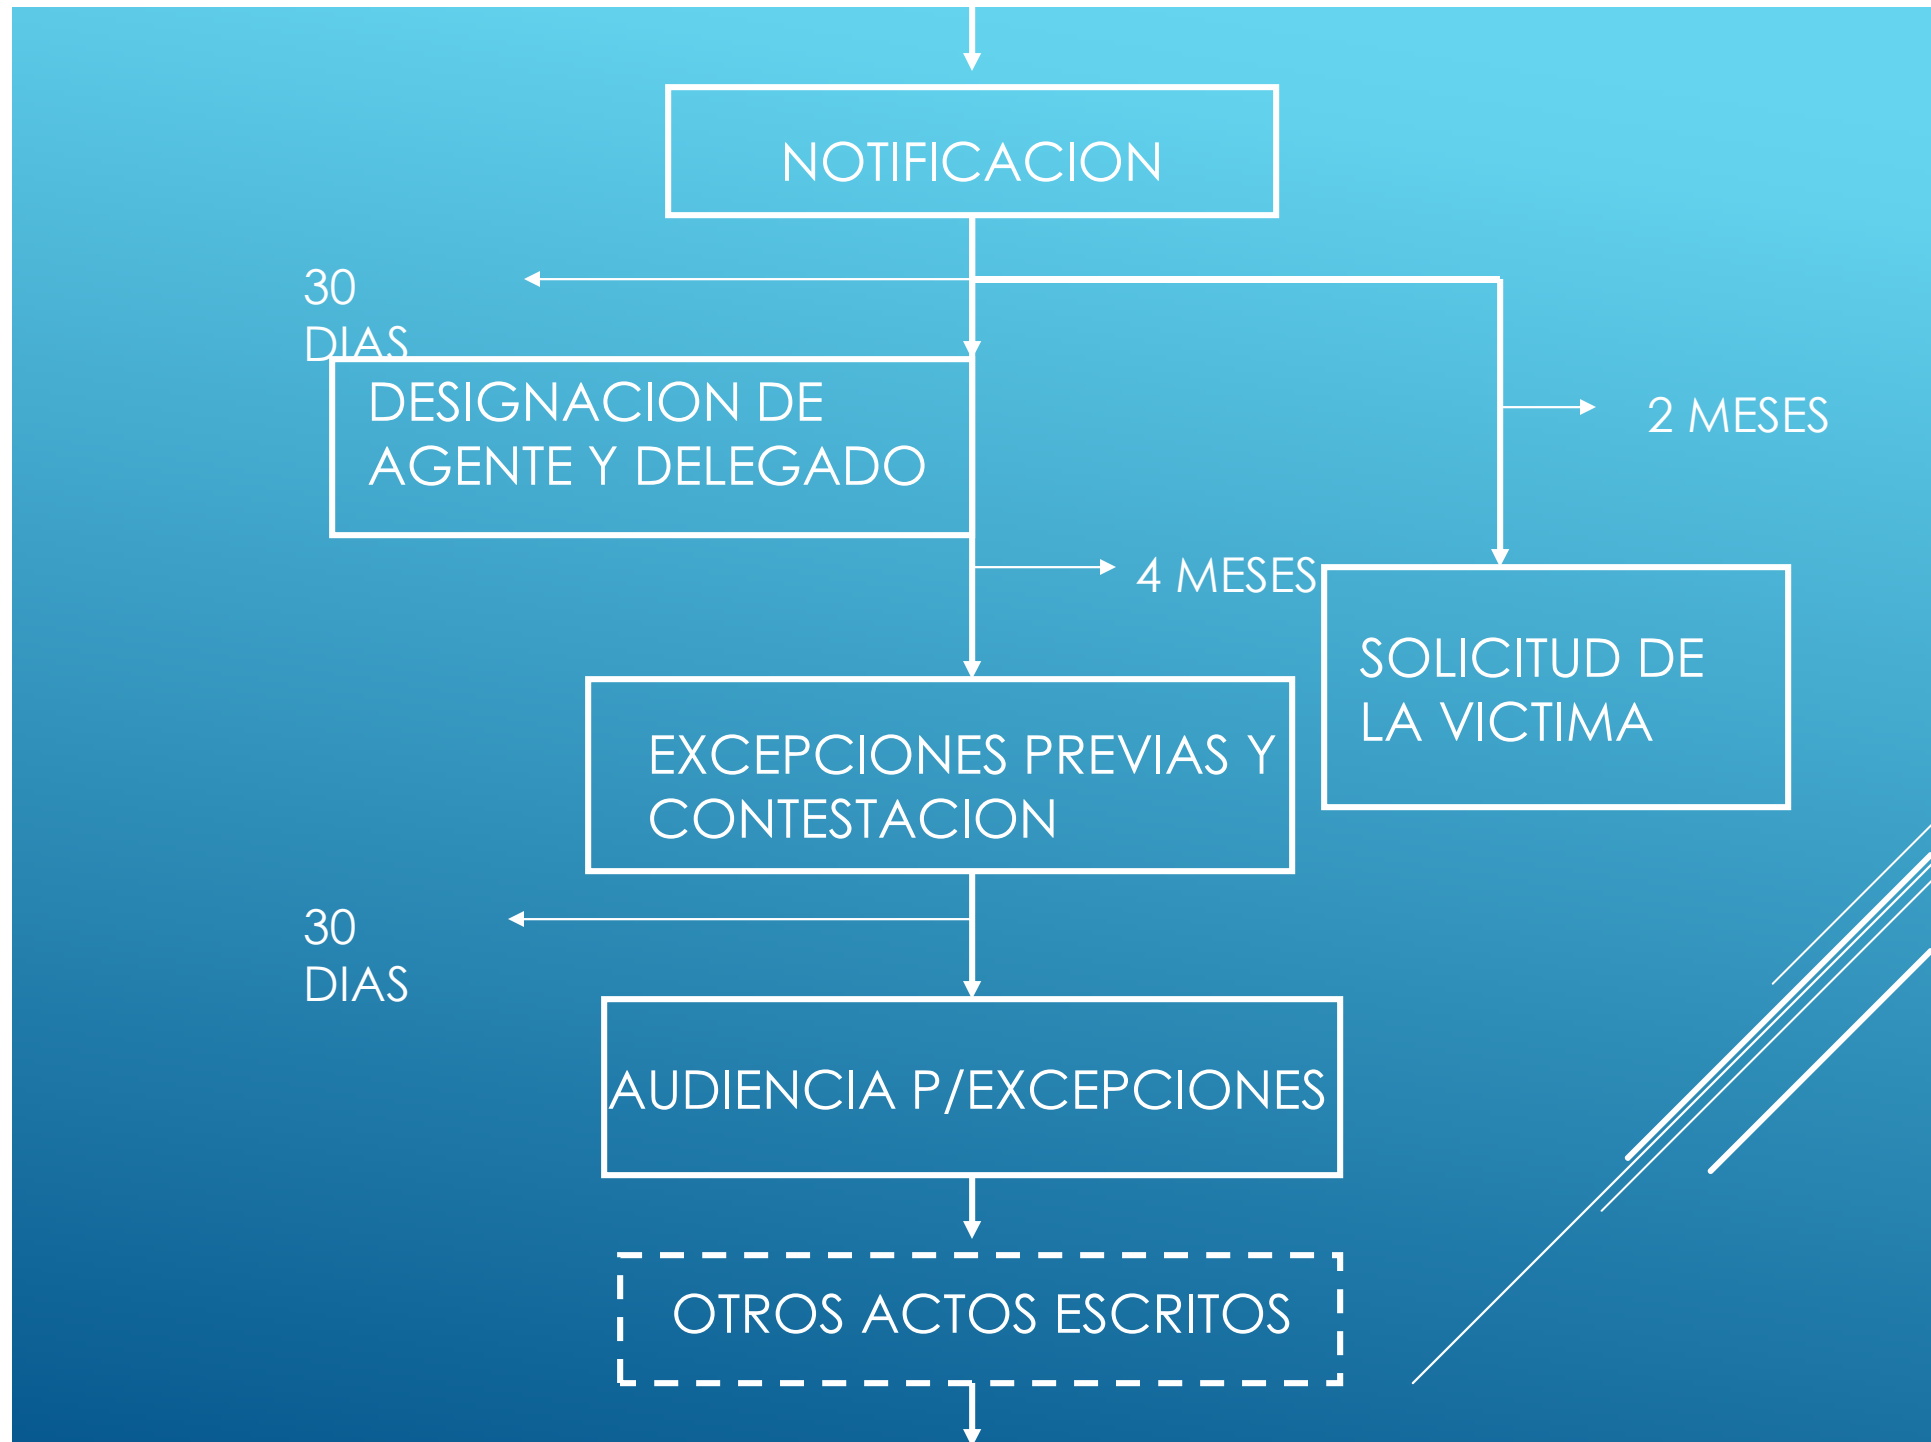 NOTIFICACION
30
DIAS
DESIGNACION DE
AGENTE Y DELEGADO
2 MESES
4 MESES
SOLICITUD DE
LA VICTIMA
EXCEPCIONES PREVIAS Y
CONTESTACION
30
DIAS
AUDIENCIA P/EXCEPCIONES
OTROS ACTOS ESCRITOS